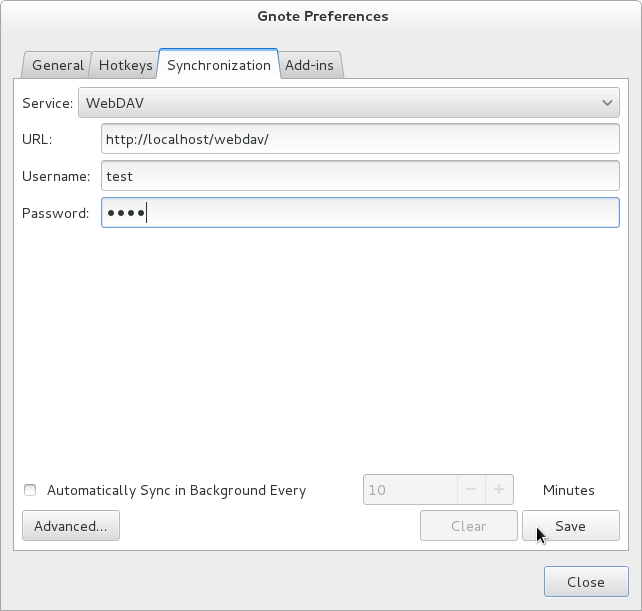 Gnote Preferences
General Hotkeys Synchronization Add-ins
Service: WebDAV
URL: http://localhost/webdav/
Username: test
Password: ●●●●
Automatically Sync in Background Every 10 Minutes
Advanced... Clear Save
Close